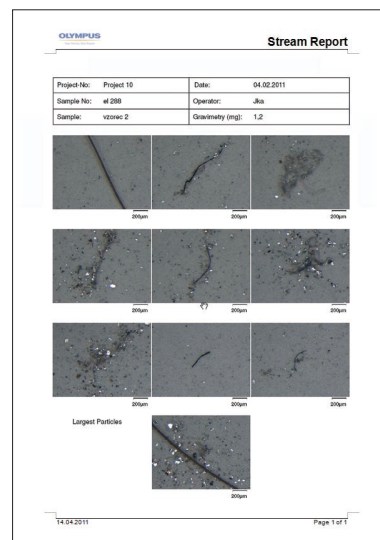 OLYMPUS
Stream Report
Project-No: Project 10 Date: 04.02.2011
Sample-No: el 288 Operator: Jka
Sample: vzorec 2 Gravimetry (mg): 1,2
200µm 200µm 200µm
200µm 200µm 200µm
200µm 200µm 200µm
Largest Particles
200µm
14.04.2011 Page 1 of 1